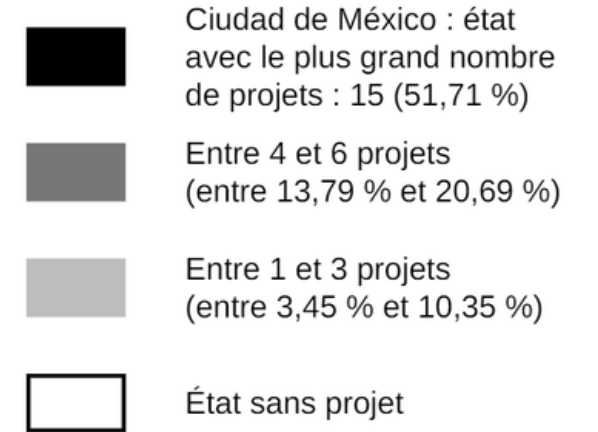 Ciudad de México : état
avec le plus grand nombre
de projets : 15 (51,71 %)
Entre 4 et 6 projets
(entre 13,79 % et 20,69 %)
Entre 1 et 3 projets
(entre 3,45 % et 10,35 %)
État sans projet